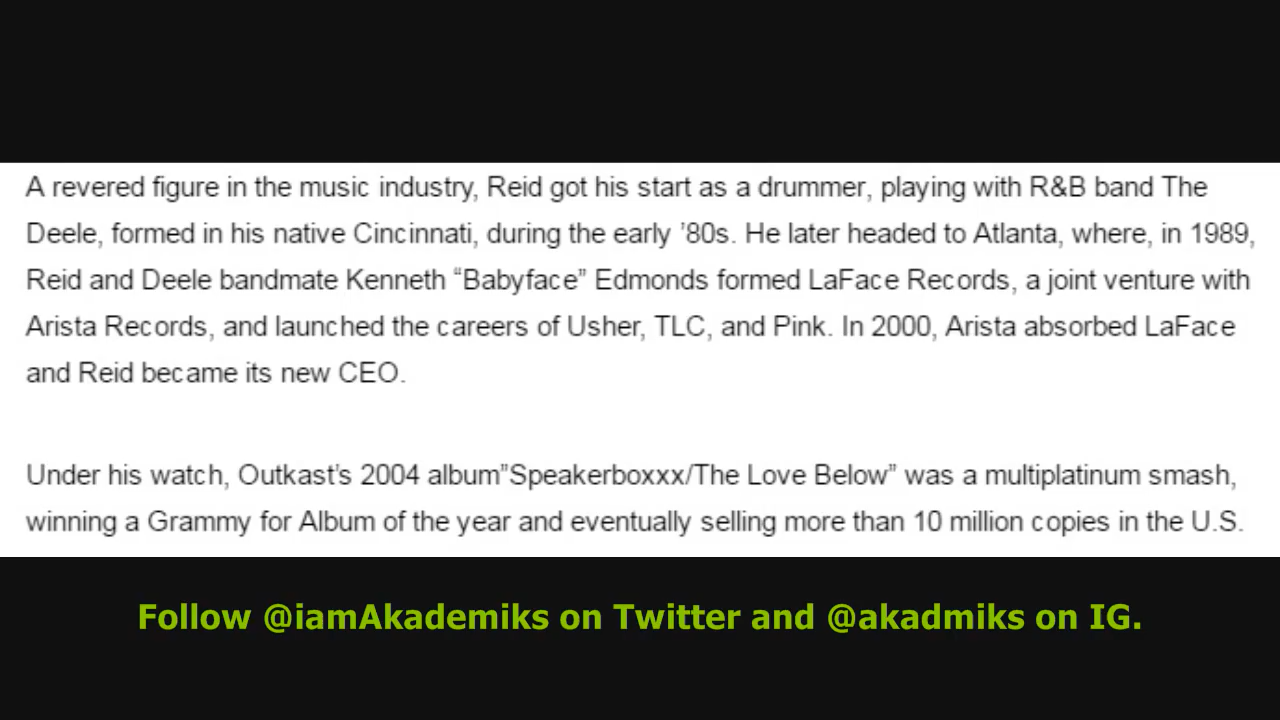 A revered figure in the music industry, Reid got his start as a drummer, playing with R&B band The
Deele, formed in his native Cincinnati, during the early ’80s. He later headed to Atlanta, where, in 1989,
Reid and Deele bandmate Kenneth “Babyface” Edmonds formed LaFace Records, a joint venture with
Arista Records, and launched the careers of Usher, TLC, and Pink. In 2000, Arista absorbed LaFace
and Reid became its new CEO.
Under his watch, Outkast’s 2004 album”Speakerboxxx/The Love Below” was a multiplatinum smash,
winning a Grammy for Album of the year and eventually selling more than 10 million copies in the U.S.
Follow @iamAkademiks on Twitter and @akadmiks on IG.